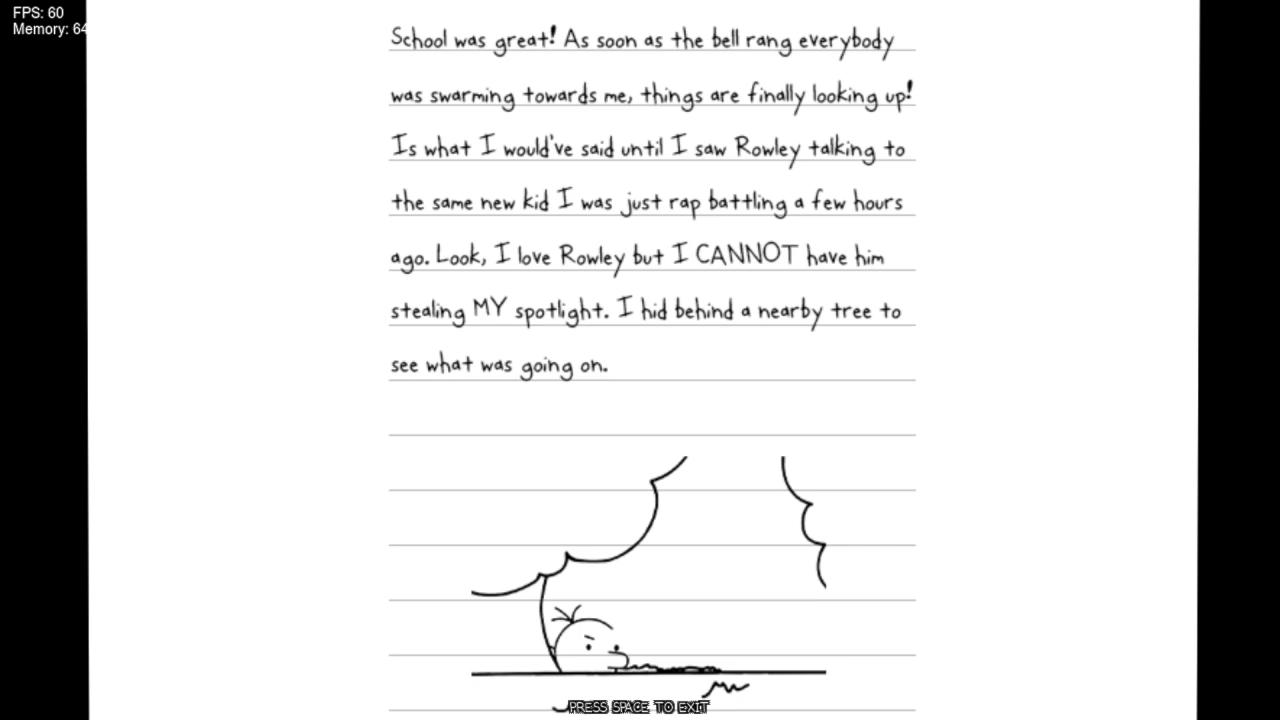 FPS: 60
Memory: 64
School was great! As soon as the bell rang everybody
was swarming towards me, things are finally looking up!
Is what I would've said until I saw Rowley talking to
the same new kid I was just rap battling a few hours
ago. Look, I love Rowley but I CANNOT have him
stealing MY spotlight. I hid behind a nearby tree to
see what was going on.
PRESS SPACE TO EXIT